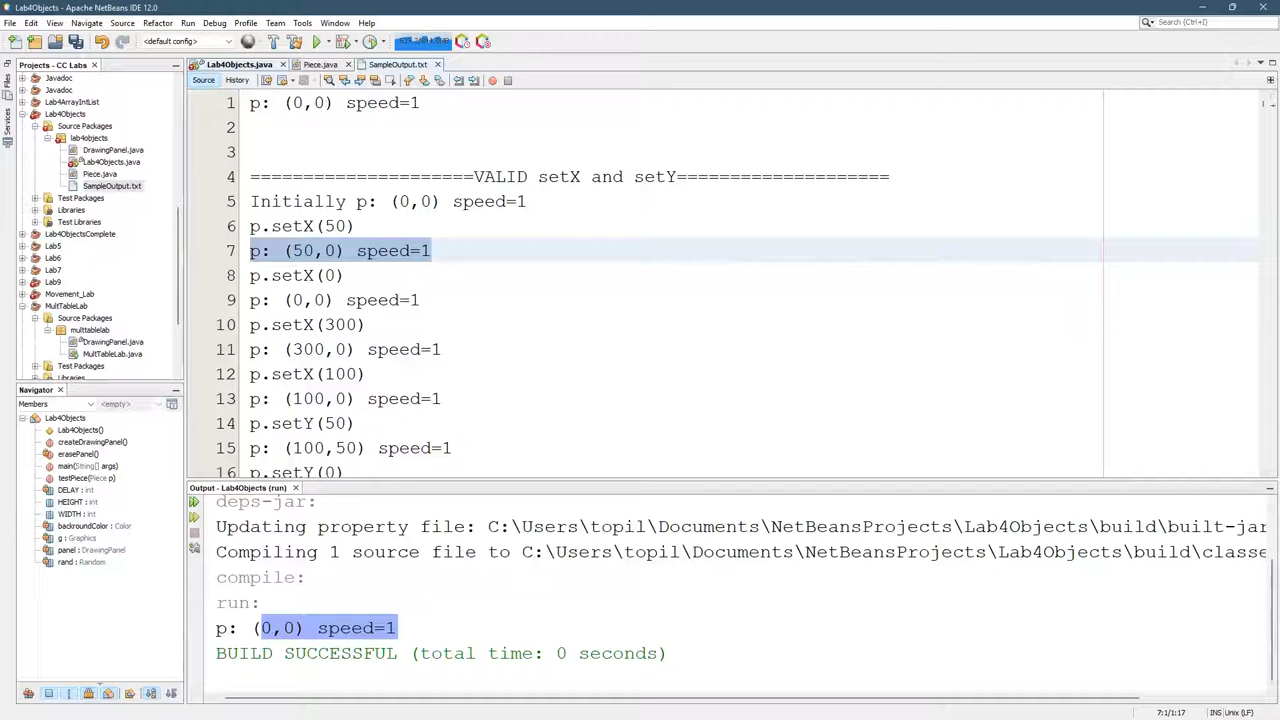 Lab4Objects - Apache NetBeans IDE 12.0
File Edit View Navigate Source Refactor Run Debug Profile Team Tools Window Help
Search (Ctrl+I)
<default config>
Projects - CC Labs
Lab4Objects.java Piece.java SampleOutput.txt
Source History
Files
Services
Javadoc
Javadoc
Lab4ArrayIntList
Lab4Objects
Source Packages
lab4objects
DrawingPanel.java
Lab4Objects.java
Piece.java
SampleOutput.txt
Test Packages
Libraries
Test Libraries
Lab4ObjectsComplete
Lab5
Lab6
Lab7
Lab9
Movement_Lab
MultTableLab
Source Packages
multtablelab
DrawingPanel.java
MultTableLab.java
Test Packages
Libraries
1 p: (0,0) speed=1
2
3
4 =====================VALID setX and setY====================
5 Initially p: (0,0) speed=1
6 p.setX(50)
7 p: (50,0) speed=1
8 p.setX(0)
9 p: (0,0) speed=1
10 p.setX(300)
11 p: (300,0) speed=1
12 p.setX(100)
13 p: (100,0) speed=1
14 p.setY(50)
15 p: (100,50) speed=1
16 p.setY(0)
Navigator
Members <empty>
Lab4Objects
Lab4Objects()
createDrawingPanel()
erasePanel()
main(String[] args)
testPiece(Piece p)
DELAY : int
HEIGHT : int
WIDTH : int
backroundColor : Color
g : Graphics
panel : DrawingPanel
rand : Random
Output - Lab4Objects (run)
deps-jar:
Updating property file: C:\Users\topil\Documents\NetBeansProjects\Lab4Objects\build\built-jar
Compiling 1 source file to C:\Users\topil\Documents\NetBeansProjects\Lab4Objects\build\classe
compile:
run:
p: (0,0) speed=1
BUILD SUCCESSFUL (total time: 0 seconds)
7:1/1:17 INS Unix (LF)